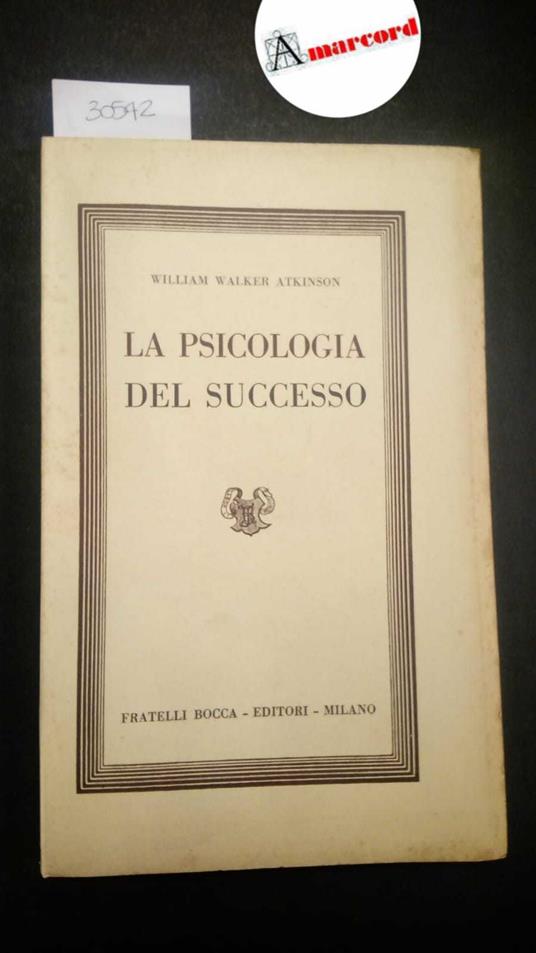 Amarcord
30542
WILLIAM WALKER ATKINSON
LA PSICOLOGIA
DEL SUCCESSO
FRATELLI BOCCA - EDITORI - MILANO